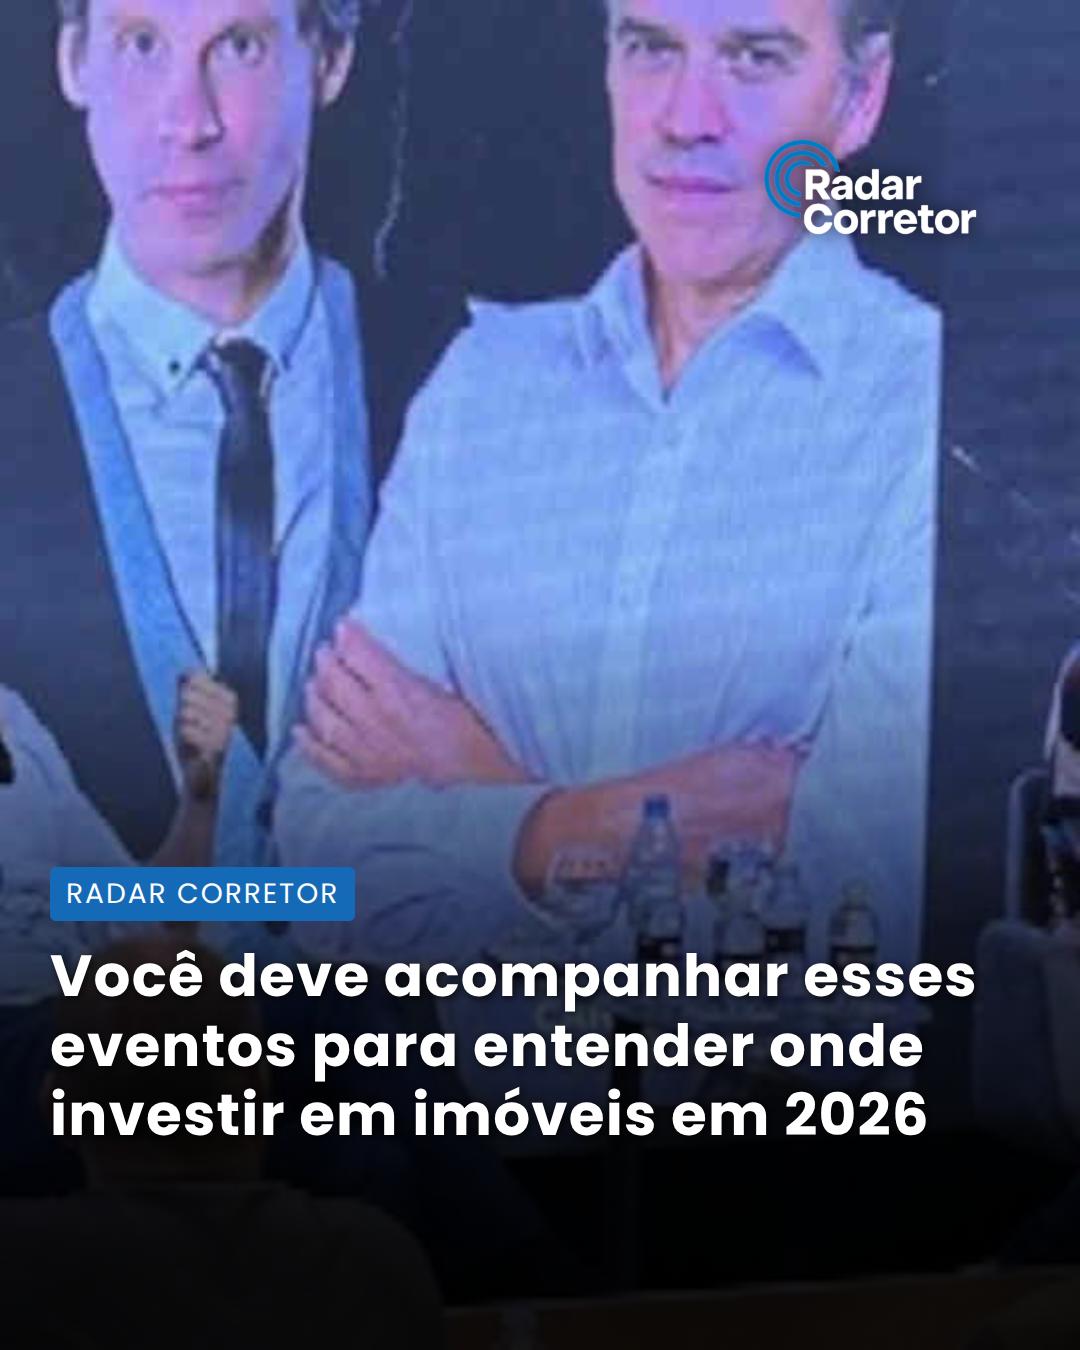 Radar
Corretor
RADAR CORRETOR
Você deve acompanhar esses
eventos para entender onde
investir em imóveis em 2026